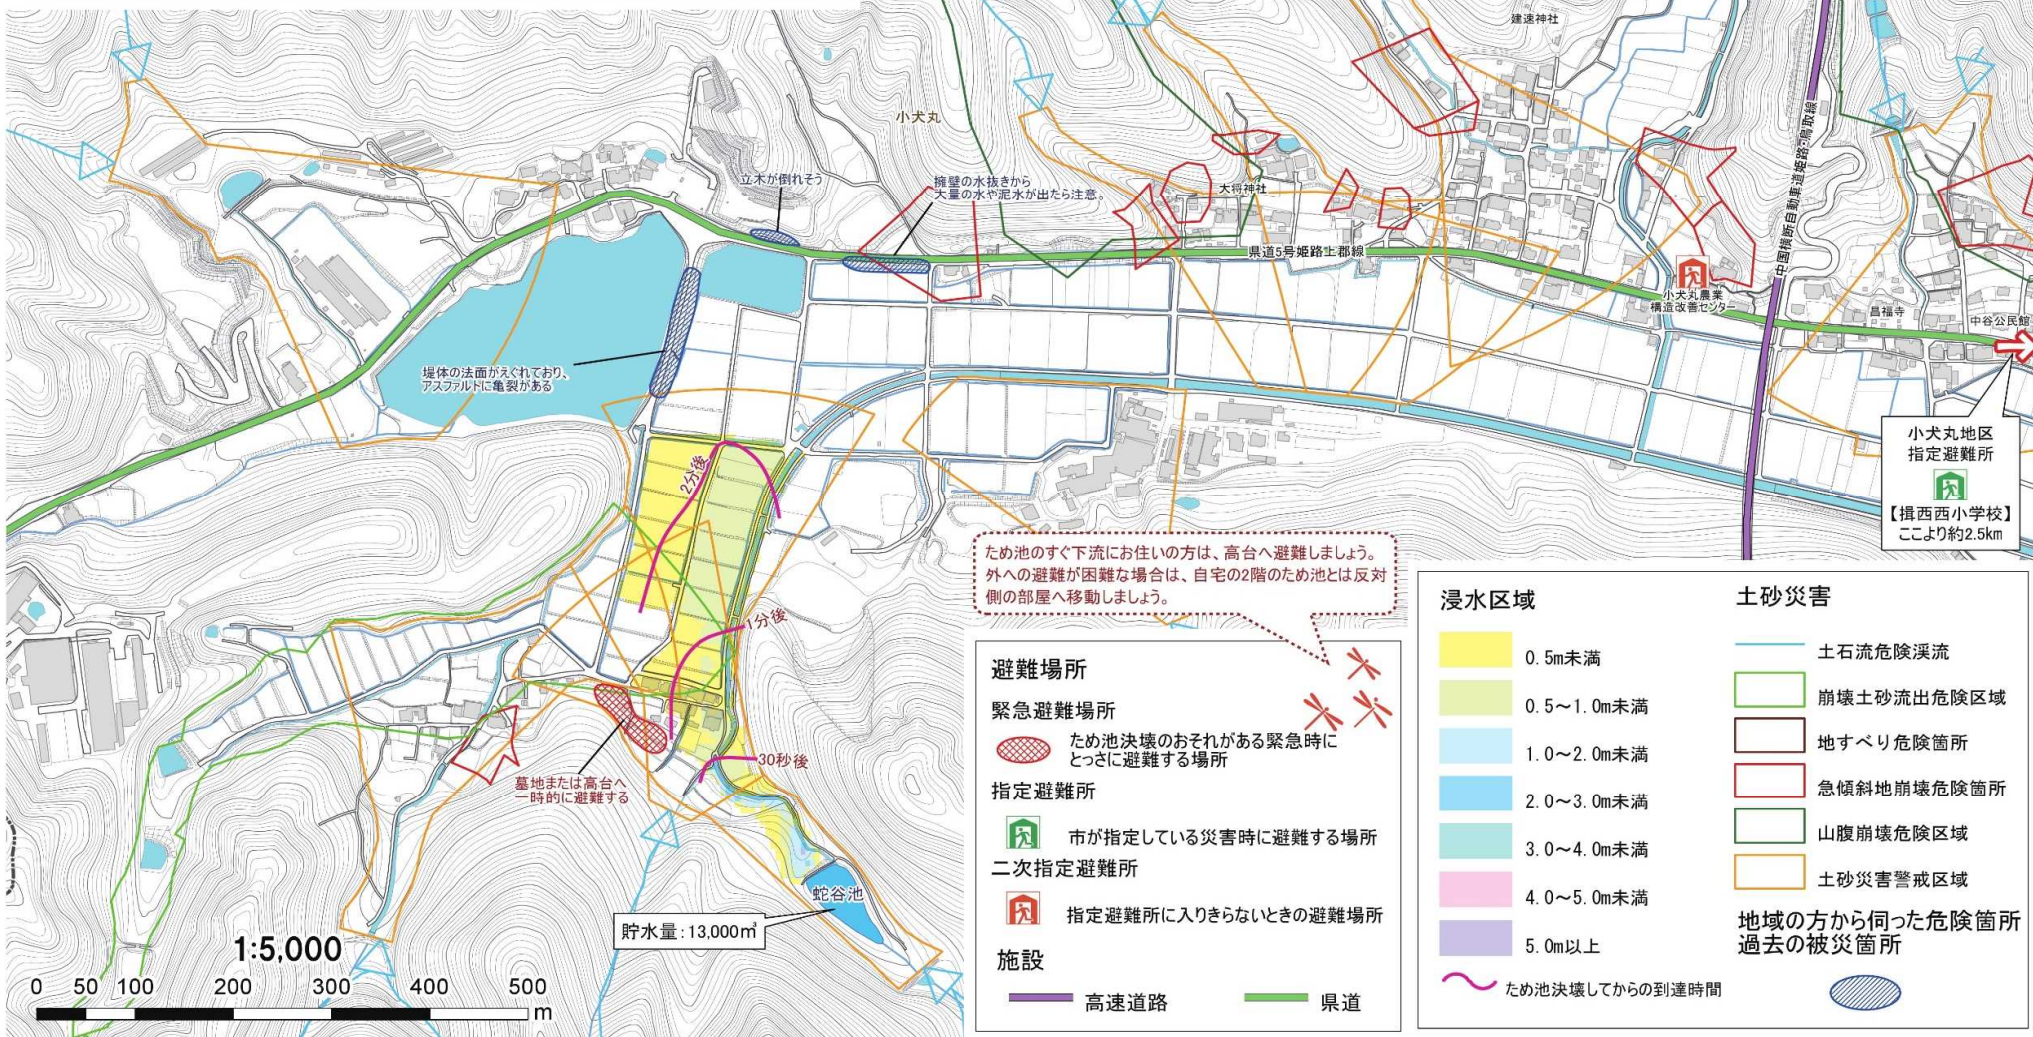 建速神社
小犬丸
立木が倒れそう
擁壁の水抜きから
大量の水や泥水が出たら注意。
大将神社
県道5号姫路上郡線
中国横断自動車道姫路・鳥取線
小犬丸農業
構造改善センター
昌福寺
中谷公民館
堤体の法面がえぐれており、
アスファルトに亀裂がある
小犬丸地区
指定避難所
【揖西西小学校】
ここより約2.5km
2分後
1分後
30秒後
墓地または高台へ
一時的に避難する
蛇谷池
貯水量:13,000㎥
1:5,000
0 50 100 200 300 400 500
m
ため池のすぐ下流にお住いの方は、高台へ避難しましょう。
外への避難が困難な場合は、自宅の2階のため池とは反対
側の部屋へ移動しましょう。
避難場所
緊急避難場所
ため池決壊のおそれがある緊急時に
とっさに避難する場所
指定避難所
市が指定している災害時に避難する場所
二次指定避難所
指定避難所に入りきらないときの避難場所
施設
高速道路
県道
浸水区域
0.5m未満
0.5～1.0m未満
1.0～2.0m未満
2.0～3.0m未満
3.0～4.0m未満
4.0～5.0m未満
5.0m以上
ため池決壊してからの到達時間
土砂災害
土石流危険渓流
崩壊土砂流出危険区域
地すべり危険箇所
急傾斜地崩壊危険箇所
山腹崩壊危険区域
土砂災害警戒区域
地域の方から伺った危険箇所
過去の被災箇所